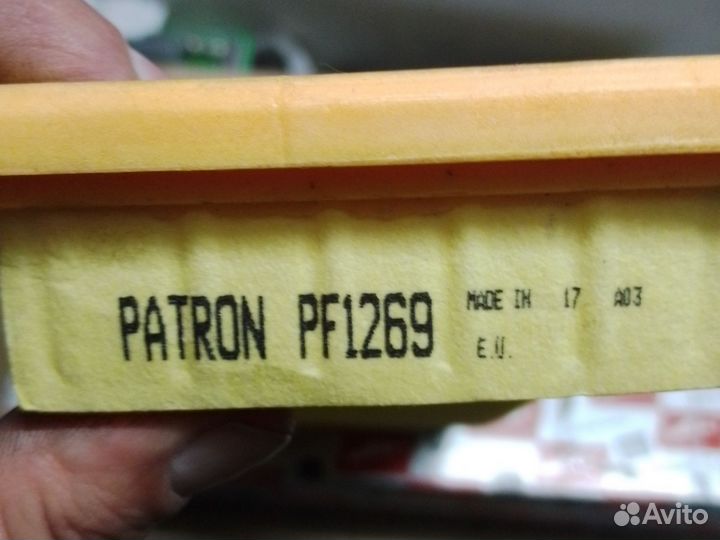 PATRON PF1269 MADE IN 17 A03
E.U.
Avito